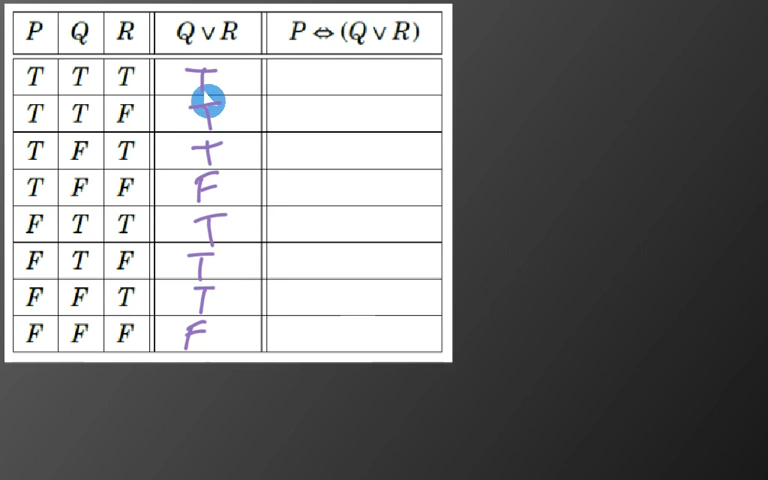 P Q R Q ∨ R P ⇔ (Q ∨ R)
T T T T
T T F T
T F T T
T F F F
F T T T
F T F T
F F T T
F F F F